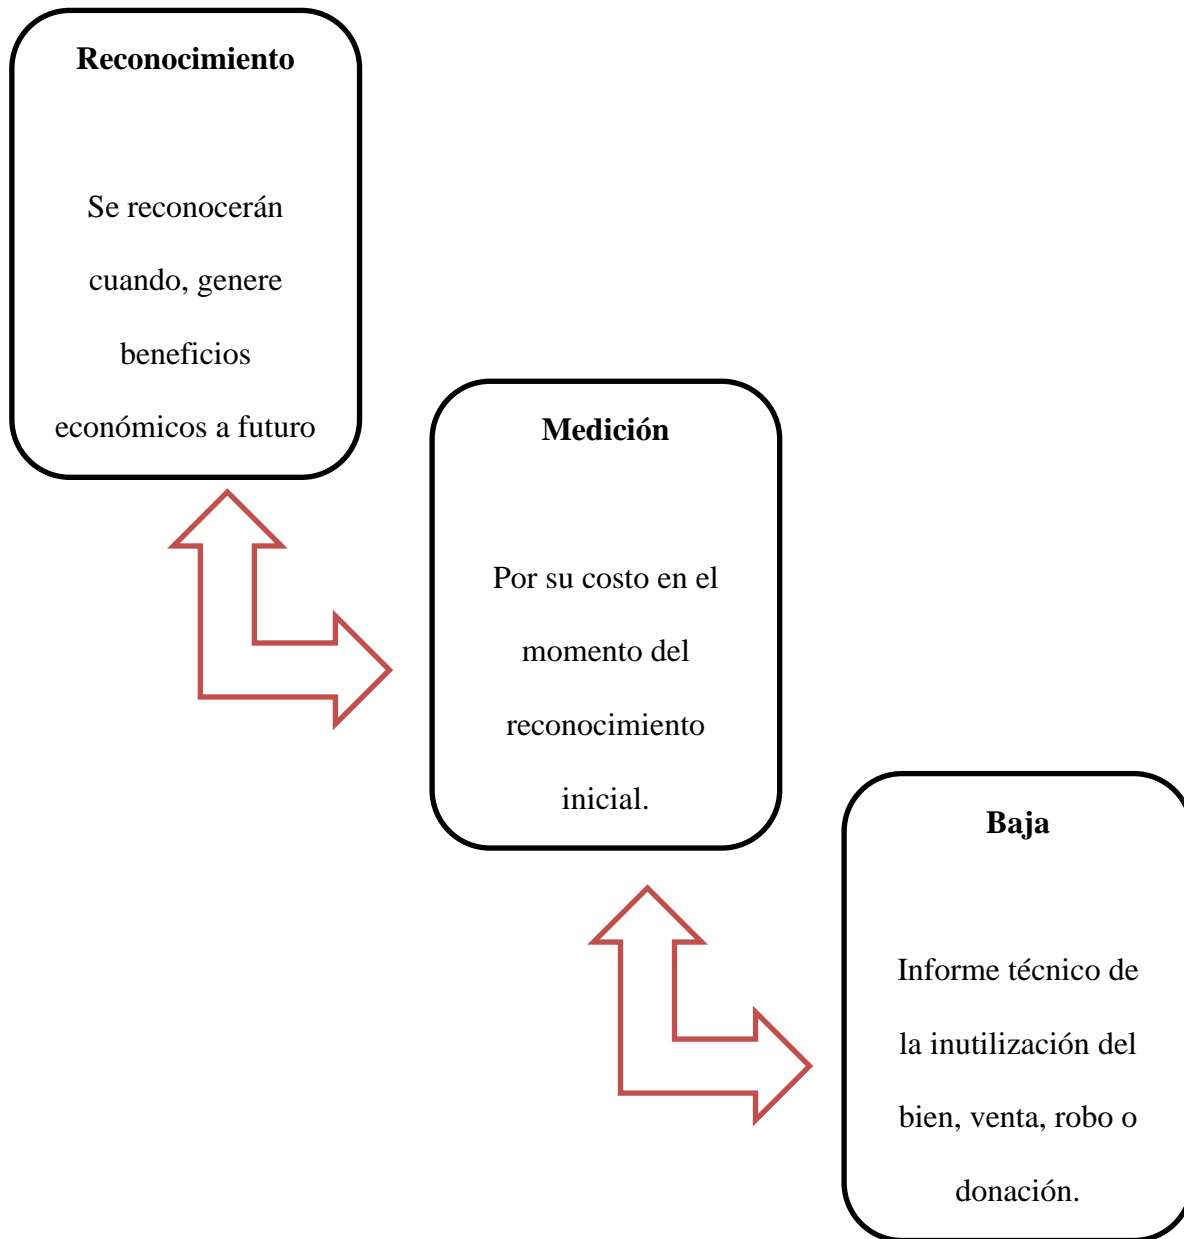 Reconocimiento
Se reconocerán
cuando, genere
beneficios
económicos a futuro
Medición
Por su costo en el
momento del
reconocimiento
inicial.
Baja
Informe técnico de
la inutilización del
bien, venta, robo o
donación.